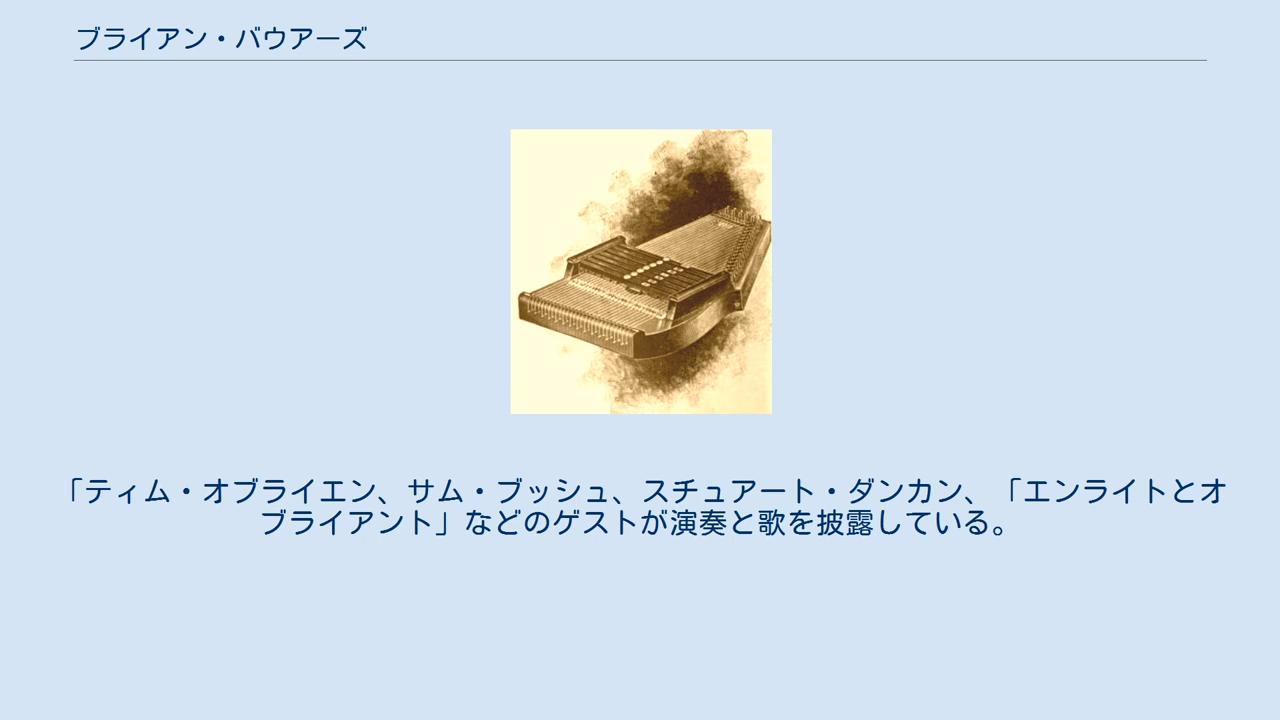 ブライアン・バウアーズ
「ティム・オブライエン、サム・ブッシュ、スチュアート・ダンカン、「エンライトとオ
ブライアント」などのゲストが演奏と歌を披露している。